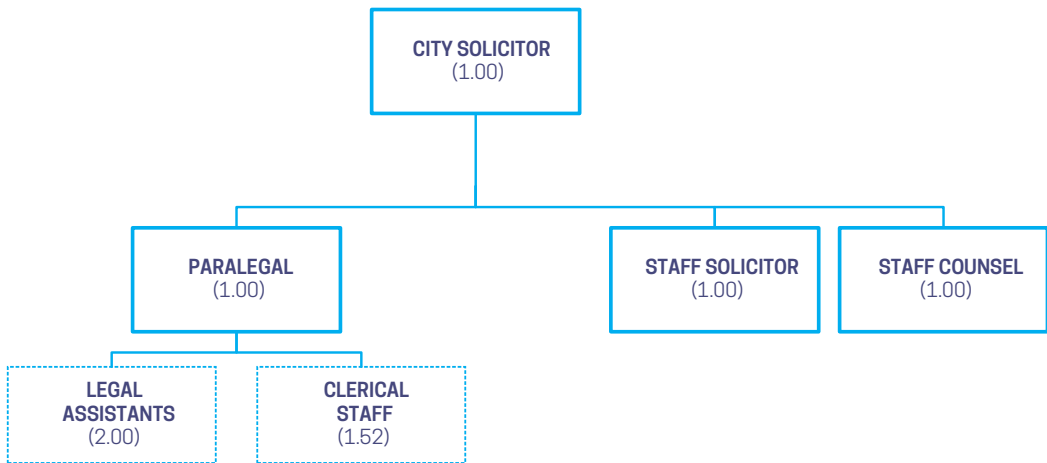 CITY SOLICITOR
(1.00)
PARALEGAL
(1.00)
STAFF SOLICITOR
(1.00)
STAFF COUNSEL
(1.00)
LEGAL
ASSISTANTS
(2.00)
CLERICAL
STAFF
(1.52)